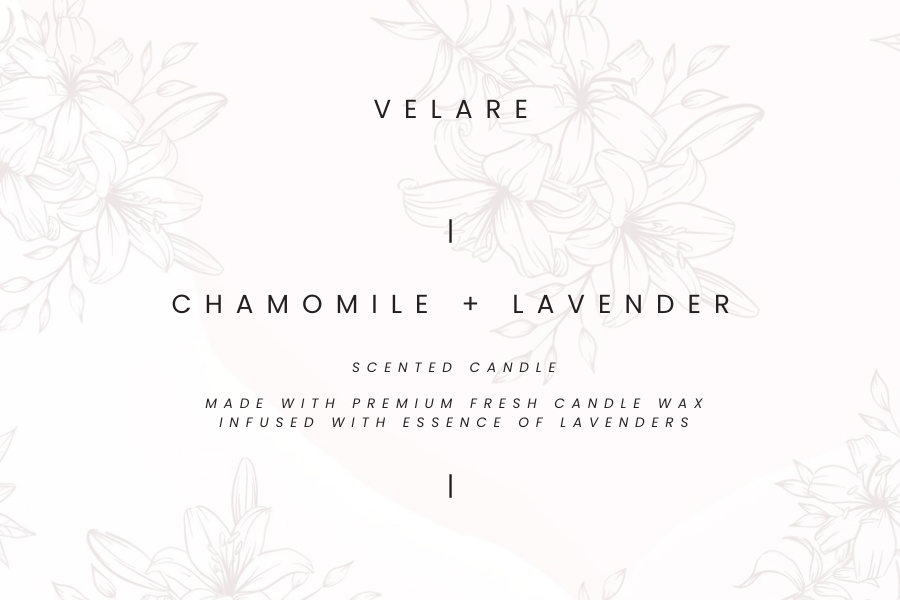 VELARE
|
CHAMOMILE + LAVENDER
SCENTED CANDLE
MADE WITH PREMIUM FRESH CANDLE WAX
INFUSED WITH ESSENCE OF LAVENDERS
|